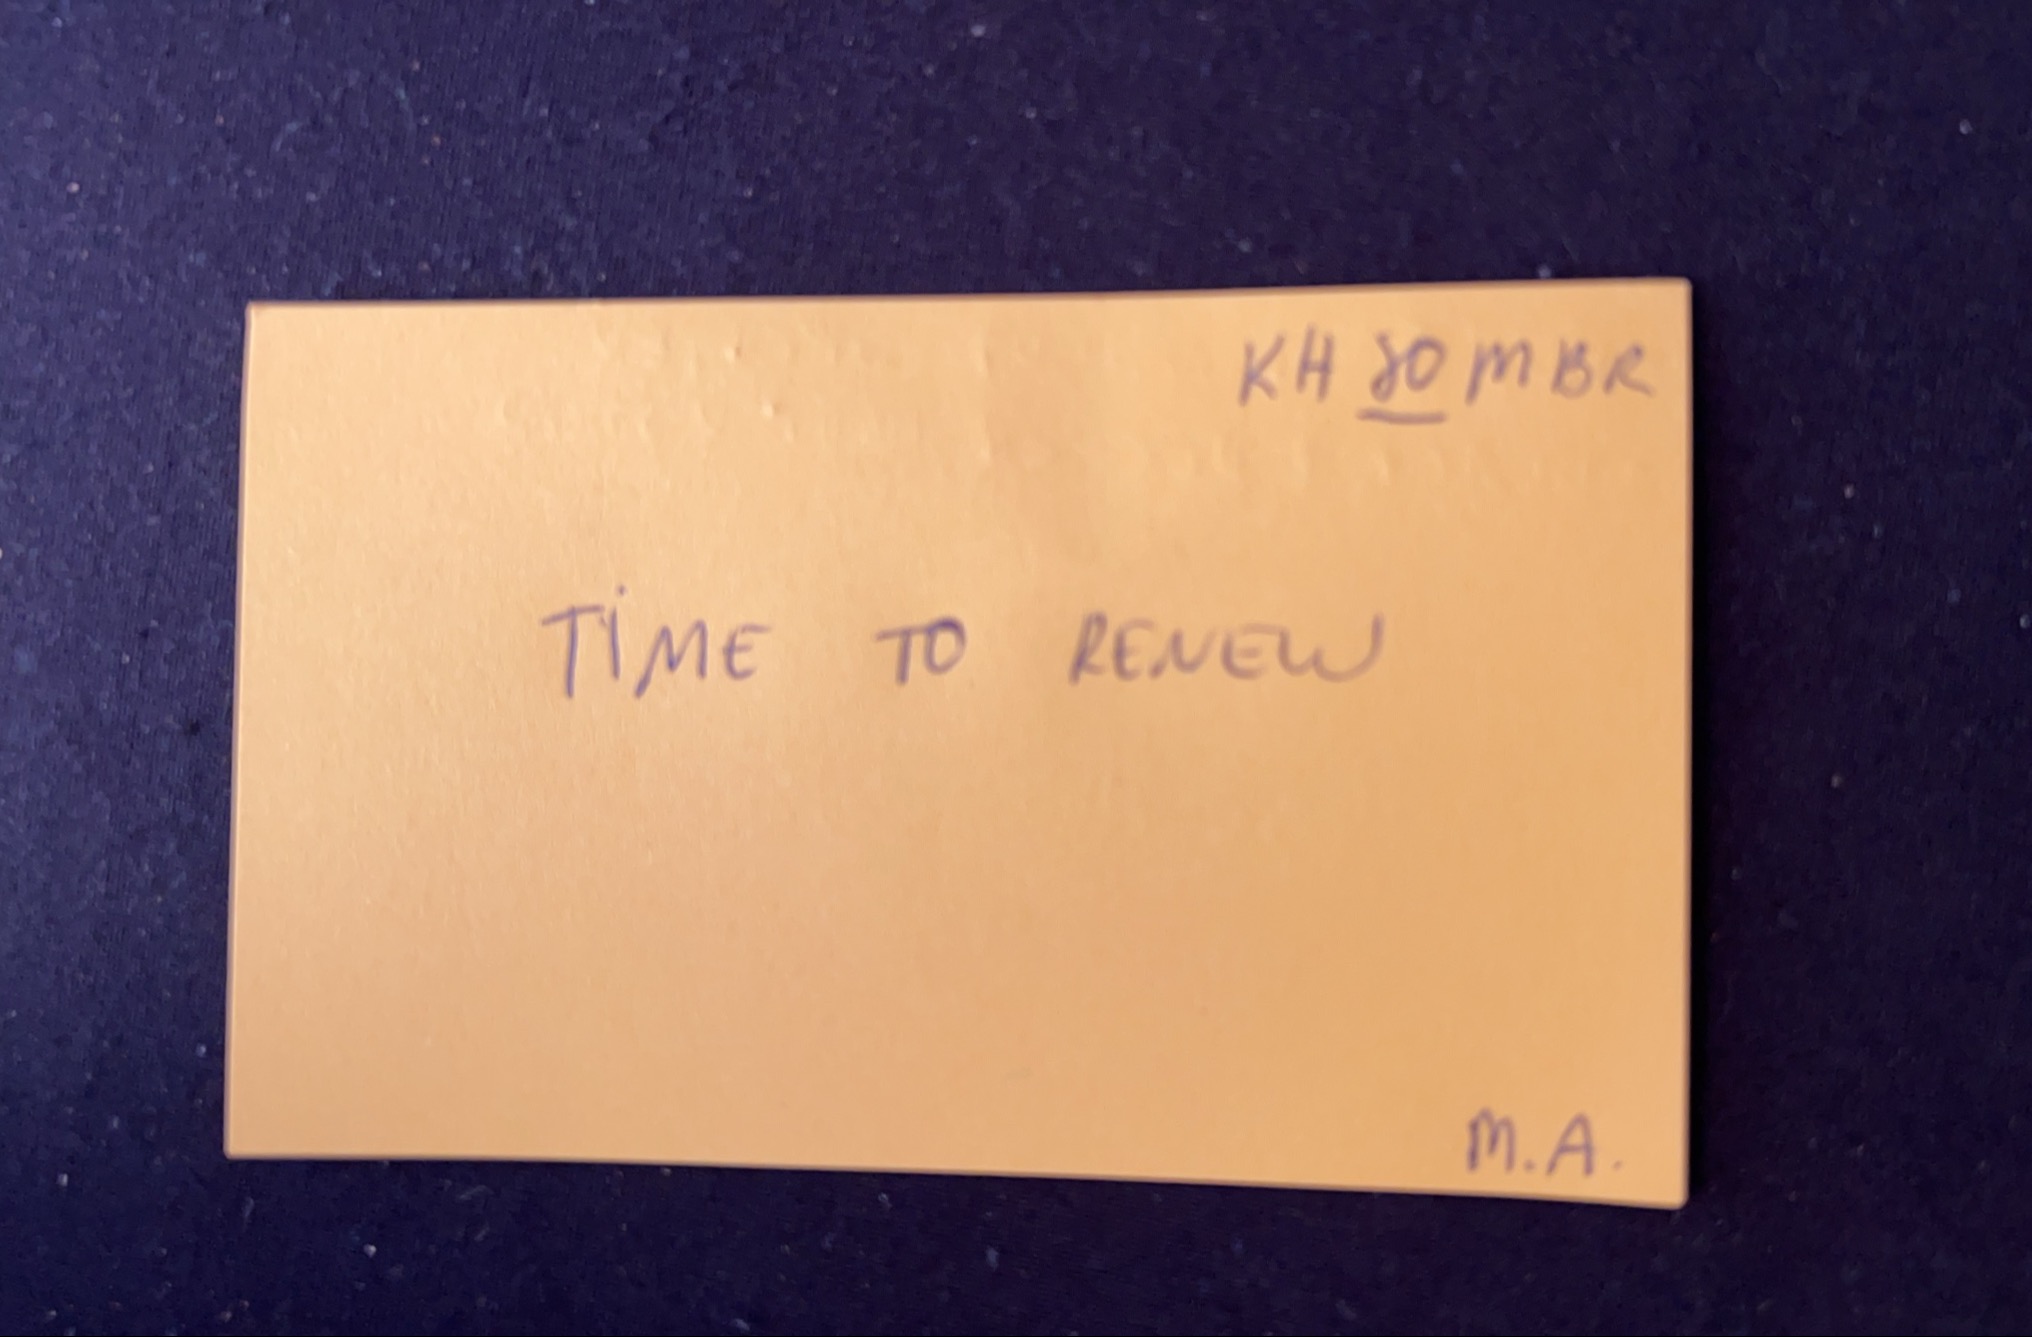 KH 80 MBR
TiME TO RENEW
M.A.